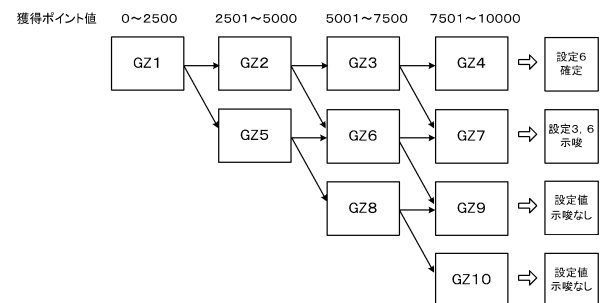 獲得ポイント値 0～2500 2501～5000 5001～7500 7501～10000
GZ1 GZ2 GZ3 GZ4 設定6
確定
GZ5 GZ6 GZ7 設定3，6
示唆
GZ8 GZ9 設定値
示唆なし
GZ10 設定値
示唆なし